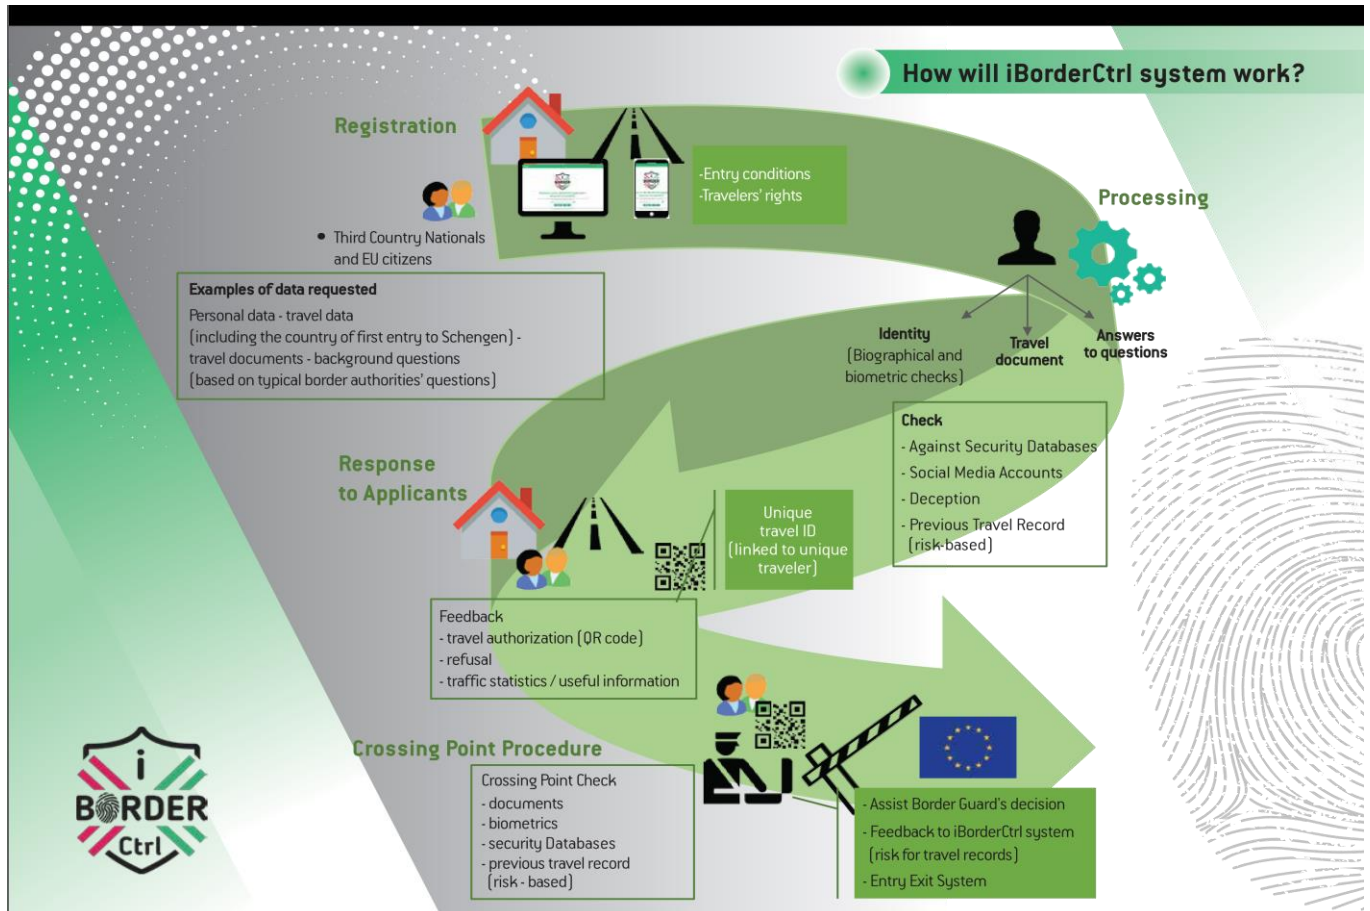 How will iBorderCtrl system work?
Registration
-Entry conditions
-Travelers' rights
• Third Country Nationals
and EU citizens
Examples of data requested
Personal data - travel data
(including the country of first entry to Schengen) -
travel documents - background questions
(based on typical border authorities' questions)
Processing
Identity
(Biographical and
biometric checks)
Travel
document
Answers
to questions
Check
- Against Security Databases
- Social Media Accounts
- Deception
- Previous Travel Record
(risk-based)
Response
to Applicants
Unique
travel ID
(linked to unique
traveler)
Feedback
- travel authorization (QR code)
- refusal
- traffic statistics / useful information
Crossing Point Procedure
Crossing Point Check
- documents
- biometrics
- security Databases
- previous travel record
(risk - based)
- Assist Border Guard's decision
- Feedback to iBorderCtrl system
(risk for travel records)
- Entry Exit System
i
BORDER
Ctrl